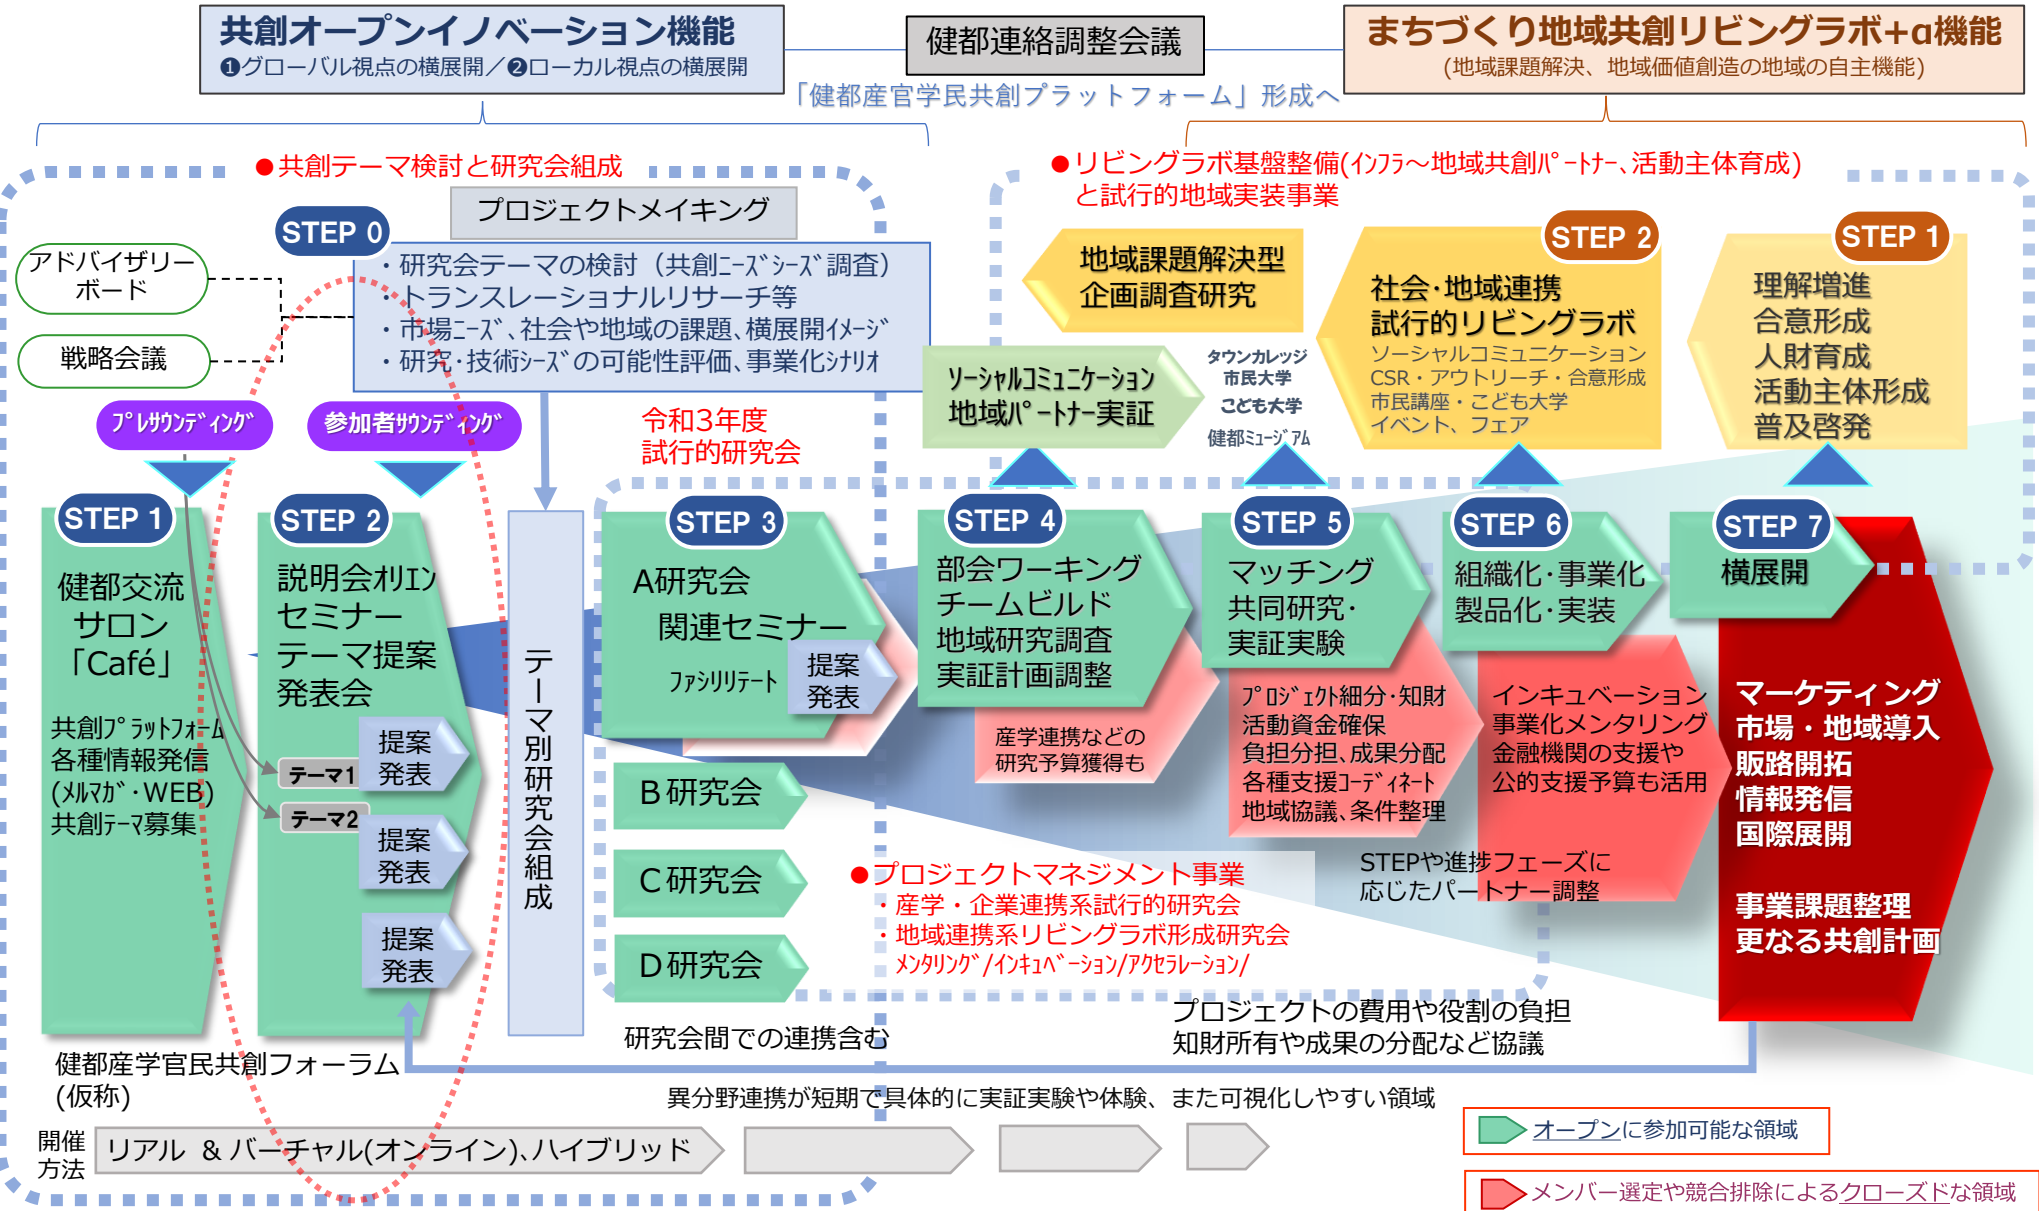 共創オープンイノベーション機能
❶グローバル視点の横展開／❷ローカル視点の横展開
健都連絡調整会議
まちづくり地域共創リビングラボ+α機能
(地域課題解決、地域価値創造の地域の自主機能)
「健都産官学民共創プラットフォーム」形成へ
●共創テーマ検討と研究会組成
●リビングラボ基盤整備(ｲﾝﾌﾗ～地域共創ﾊﾟｰﾄﾅｰ、活動主体育成)
と試行的地域実装事業
プロジェクトメイキング
STEP 0
・研究会テーマの検討（共創ﾆｰｽﾞｼｰｽﾞ調査）
・トランスレーショナルリサーチ等
・市場ﾆｰｽﾞ、社会や地域の課題、横展開ｲﾒｰｼﾞ
・研究･技術ｼｰｽﾞの可能性評価、事業化ｼﾅﾘｵ
アドバイザリー
ボード
戦略会議
地域課題解決型
企画調査研究
STEP 2
社会･地域連携
試行的リビングラボ
ソーシャルコミュニケーション
CSR・アウトリーチ・合意形成
市民講座・こども大学
イベント、フェア
STEP 1
理解増進
合意形成
人財育成
活動主体形成
普及啓発
ｿｰｼｬﾙｺﾐｭﾆｹｰｼｮﾝ
地域ﾊﾟｰﾄﾅｰ実証
タウンカレッジ
市民大学
こども大学
健都ﾐｭｰｼﾞｱﾑ
ﾌﾟﾚｻｳﾝﾃﾞｨﾝｸﾞ
参加者ｻｳﾝﾃﾞｨﾝｸﾞ
令和3年度
試行的研究会
STEP 1
健都交流
サロン
「Café」
共創ﾌﾟﾗｯﾄﾌｫｰﾑ
各種情報発信
(ﾒﾙﾏｶﾞ･WEB)
共創ﾃｰﾏ募集
STEP 2
説明会ｵﾘｴﾝ
セミナー
テーマ提案
発表会
テーマ1
提案
発表
テーマ2
提案
発表
提案
発表
テーマ別研究会組成
STEP 3
A研究会
関連セミナー
ﾌｧｼﾘﾘﾃｰﾄ
提案
発表
B研究会
C研究会
D研究会
研究会間での連携含む
STEP 4
部会ワーキング
チームビルド
地域研究調査
実証計画調整
産学連携などの
研究予算獲得も
STEP 5
マッチング
共同研究･
実証実験
ﾌﾟﾛｼﾞｪｸﾄ細分･知財
活動資金確保
負担分担、成果分配
各種支援ｺｰﾃﾞｨﾈｰﾄ
地域協議、条件整理
STEP 6
組織化･事業化
製品化･実装
インキュベーション
事業化メンタリング
金融機関の支援や
公的支援予算も活用
STEP 7
横展開
マーケティング
市場・地域導入
販路開拓
情報発信
国際展開
事業課題整理
更なる共創計画
STEPや進捗フェーズに
応じたパートナー調整
●プロジェクトマネジメント事業
・産学・企業連携系試行的研究会
・地域連携系リビングラボ形成研究会
ﾒﾝﾀﾘﾝｸﾞ/ｲﾝｷｭﾍﾞｰｼｮﾝ/ｱｸｾﾗﾚｰｼｮﾝ/
プロジェクトの費用や役割の負担
知財所有や成果の分配など協議
健都産学官民共創フォーラム
(仮称)
異分野連携が短期で具体的に実証実験や体験、また可視化しやすい領域
開催
方法
リアル & バーチャル(オンライン)､ハイブリッド
オープンに参加可能な領域
メンバー選定や競合排除によるクローズドな領域